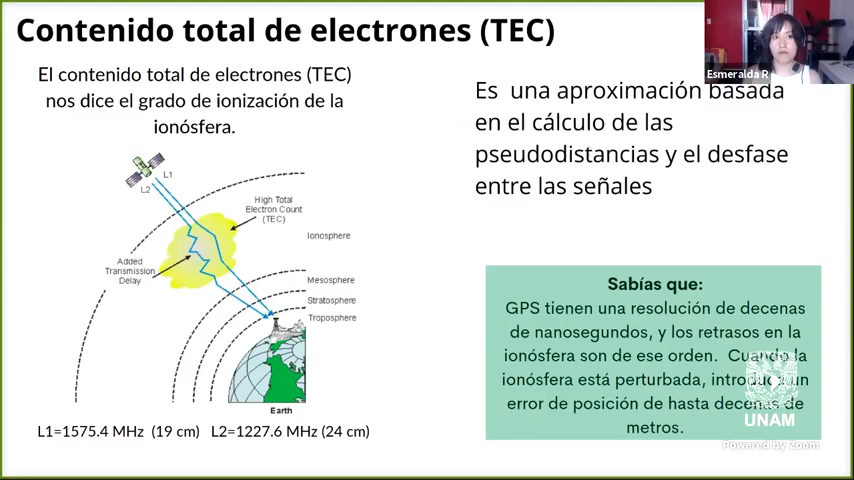 Contenido total de electrones (TEC)
El contenido total de electrones (TEC)
nos dice el grado de ionización de la
ionósfera.
L1
L2
High Total
Electron Count
(TEC)
Ionosphere
Added
Transmission
Delay
Mesosphere
Stratosphere
Troposphere
Earth
L1=1575.4 MHz (19 cm) L2=1227.6 MHz (24 cm)
Esmeralda R
Es una aproximación basada
en el cálculo de las
pseudodistancias y el desfase
entre las señales
Sabías que:
GPS tienen una resolución de decenas
de nanosegundos, y los retrasos en la
ionósfera son de ese orden. Cuando la
ionósfera está perturbada, introduce un
error de posición de hasta decenas de
metros.
UNAM
Powered by Zoom